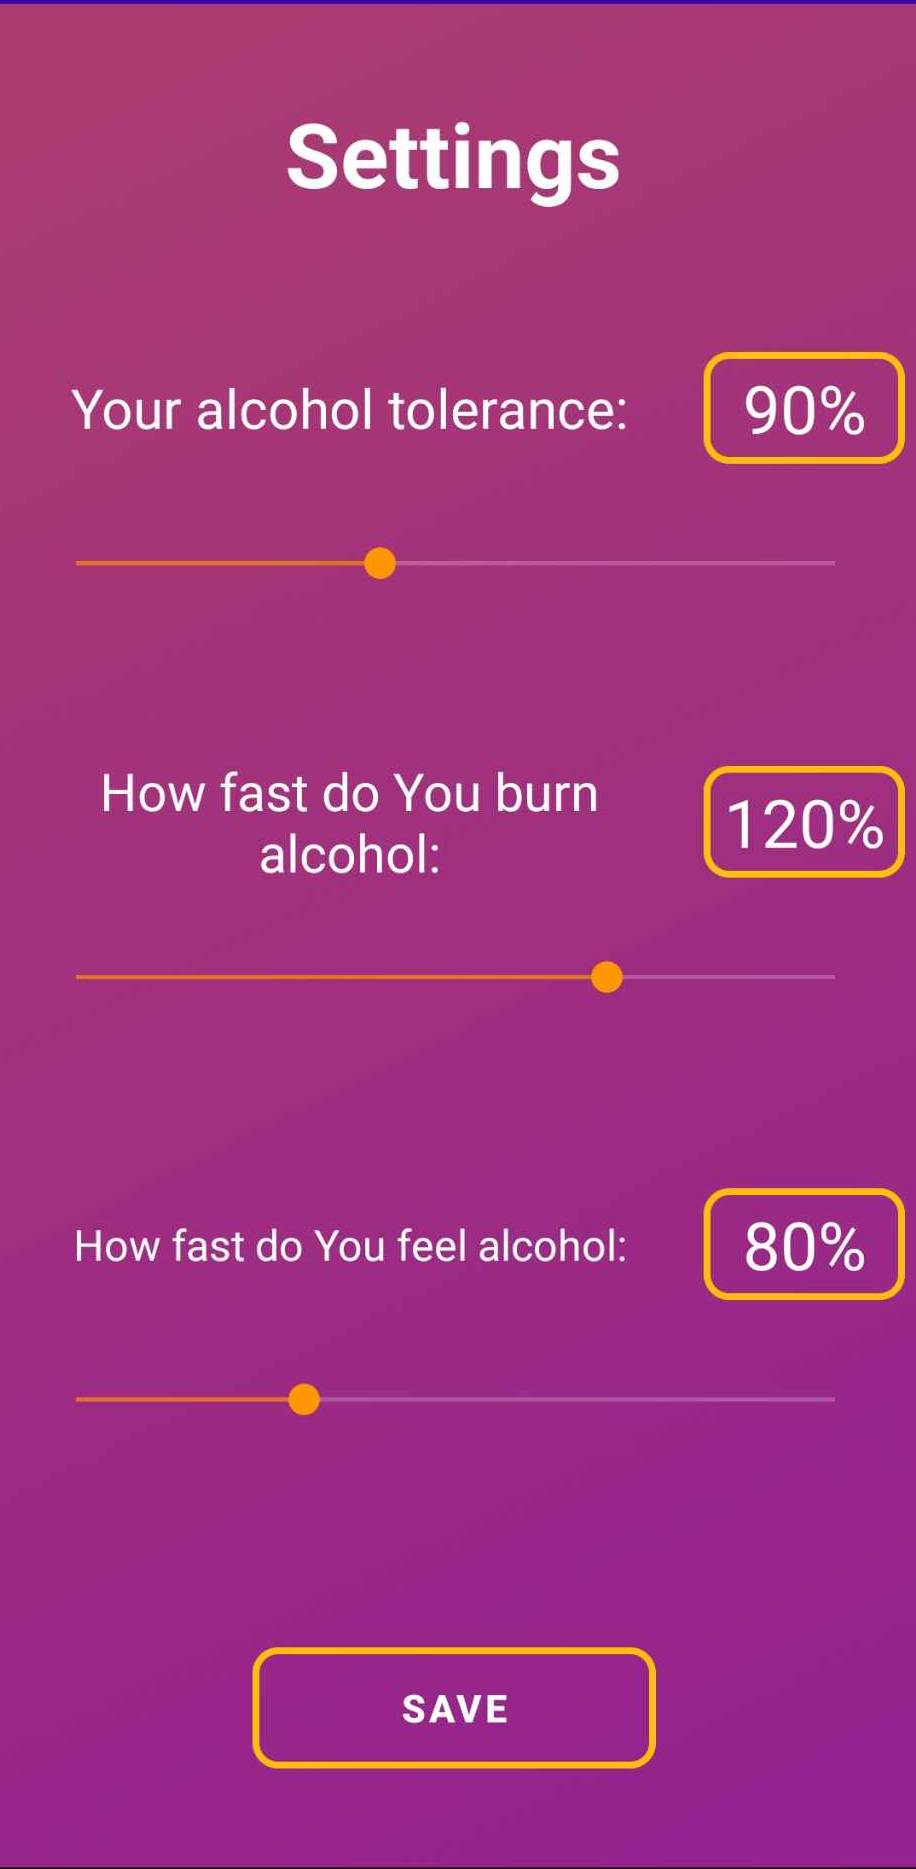 Settings
Your alcohol tolerance:
90%
How fast do You burn
alcohol:
120%
How fast do You feel alcohol:
80%
SAVE